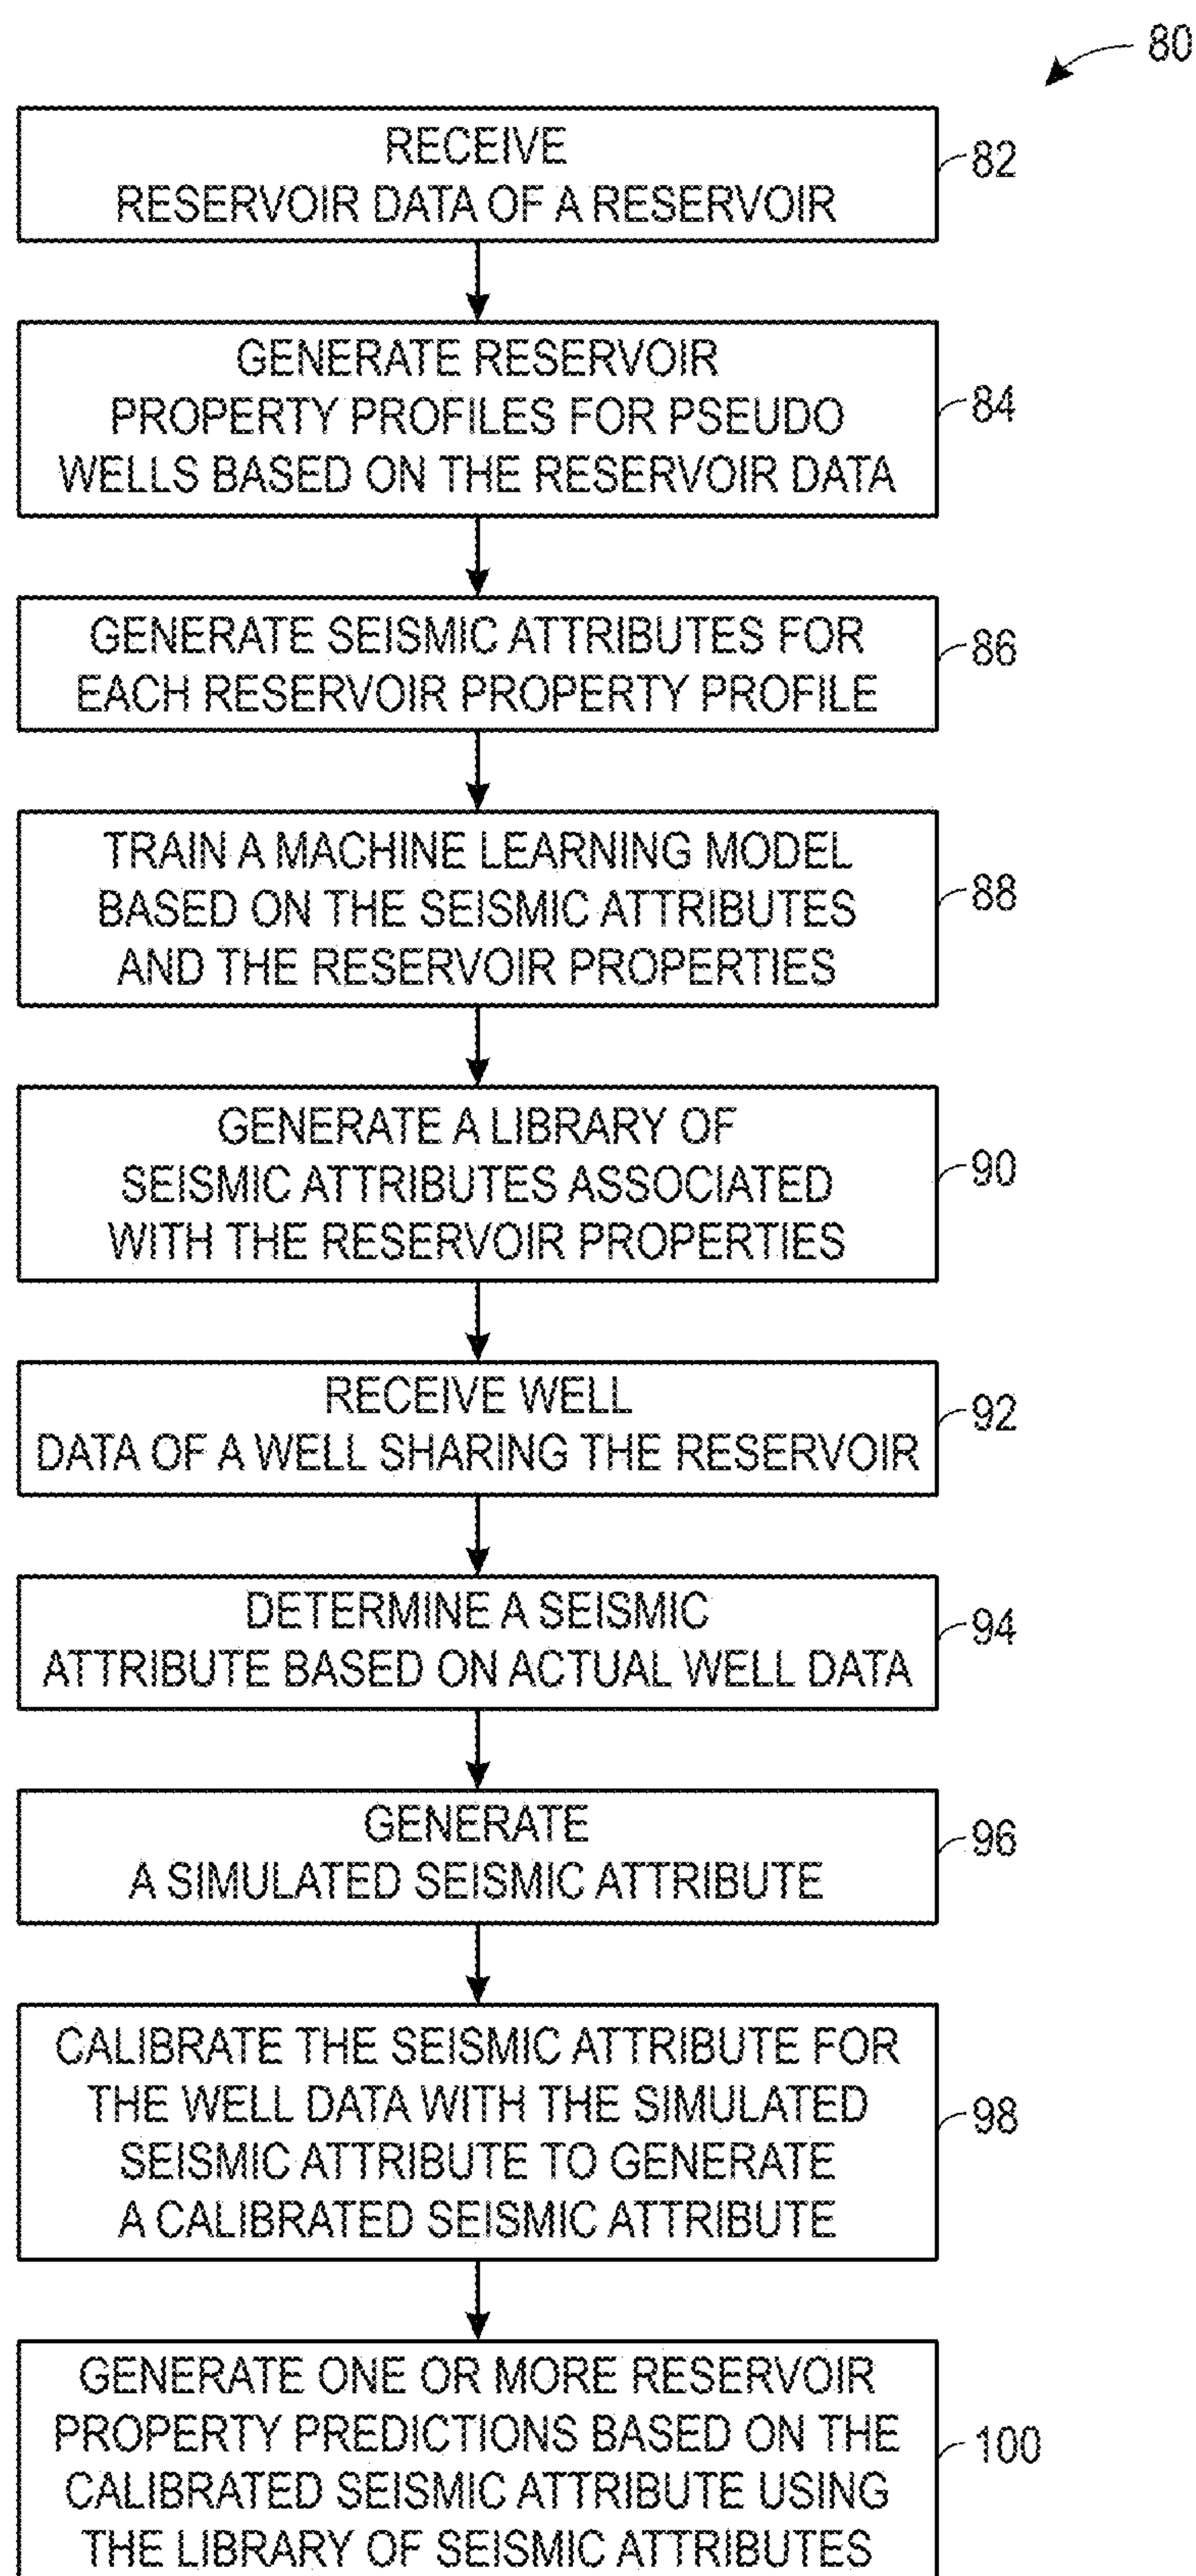 80
RECEIVE
RESERVOIR DATA OF A RESERVOIR
82
GENERATE RESERVOIR
PROPERTY PROFILES FOR PSEUDO
WELLS BASED ON THE RESERVOIR DATA
84
GENERATE SEISMIC ATTRIBUTES FOR
EACH RESERVOIR PROPERTY PROFILE
86
TRAIN A MACHINE LEARNING MODEL
BASED ON THE SEISMIC ATTRIBUTES
AND THE RESERVOIR PROPERTIES
88
GENERATE A LIBRARY OF
SEISMIC ATTRIBUTES ASSOCIATED
WITH THE RESERVOIR PROPERTIES
90
RECEIVE WELL
DATA OF A WELL SHARING THE RESERVOIR
92
DETERMINE A SEISMIC
ATTRIBUTE BASED ON ACTUAL WELL DATA
94
GENERATE
A SIMULATED SEISMIC ATTRIBUTE
96
CALIBRATE THE SEISMIC ATTRIBUTE FOR
THE WELL DATA WITH THE SIMULATED
SEISMIC ATTRIBUTE TO GENERATE
A CALIBRATED SEISMIC ATTRIBUTE
98
GENERATE ONE OR MORE RESERVOIR
PROPERTY PREDICTIONS BASED ON THE
CALIBRATED SEISMIC ATTRIBUTE USING
THE LIBRARY OF SEISMIC ATTRIBUTES
100